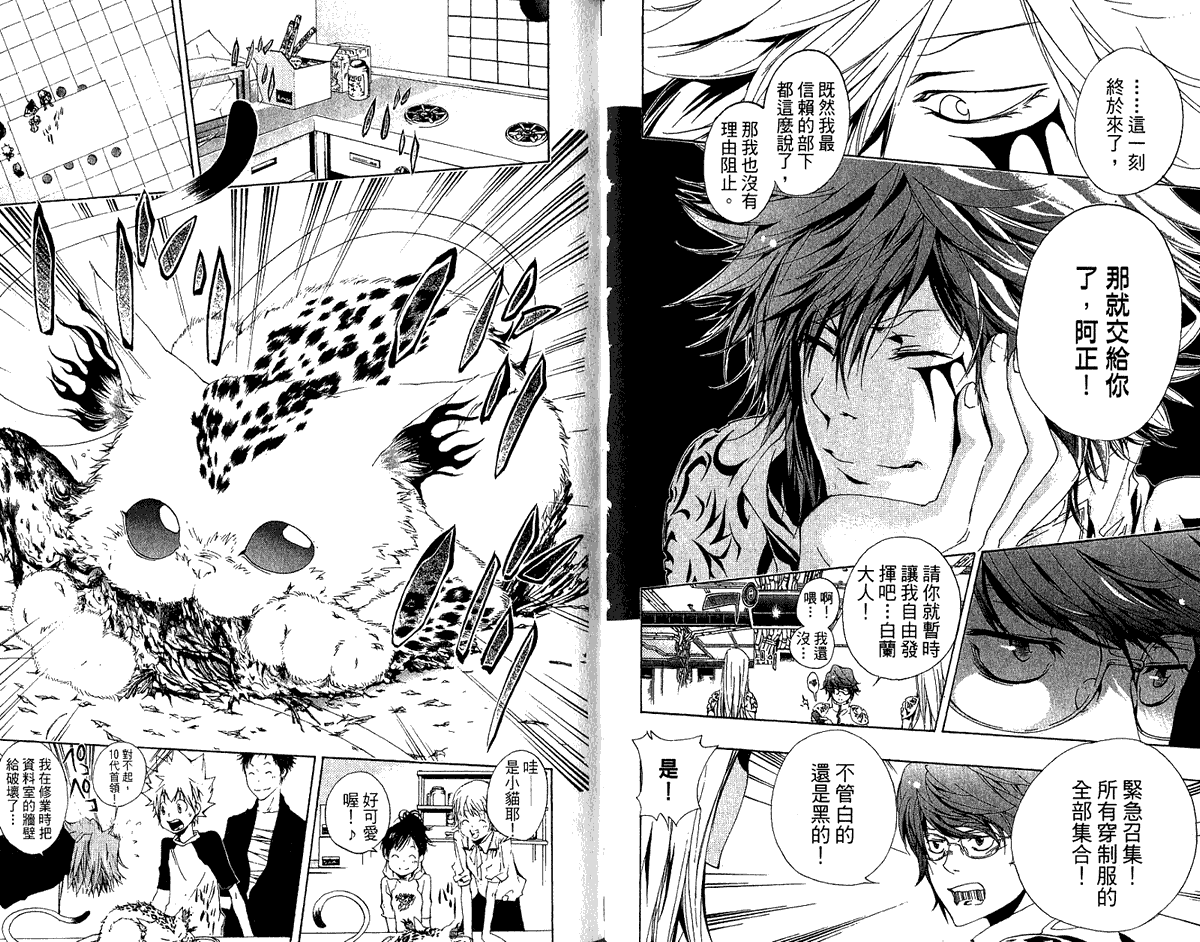 ……這一刻
終於來了，
既然我最
信賴的部下
都這麼說了，
那我也沒有
理由阻止。
那就交給你
了，阿正！
請你就暫時
讓我自由發
揮吧…白蘭
大人！
啊！
喂…
我還
沒…
緊急召集！
所有穿制服的
全部集合！
不管白的
還是黑的！
是！
哇——
是小貓耶！
好可愛
喔！♪
對不起，
10代首領！
我在修業時把
資料室的牆壁
給破壞了…